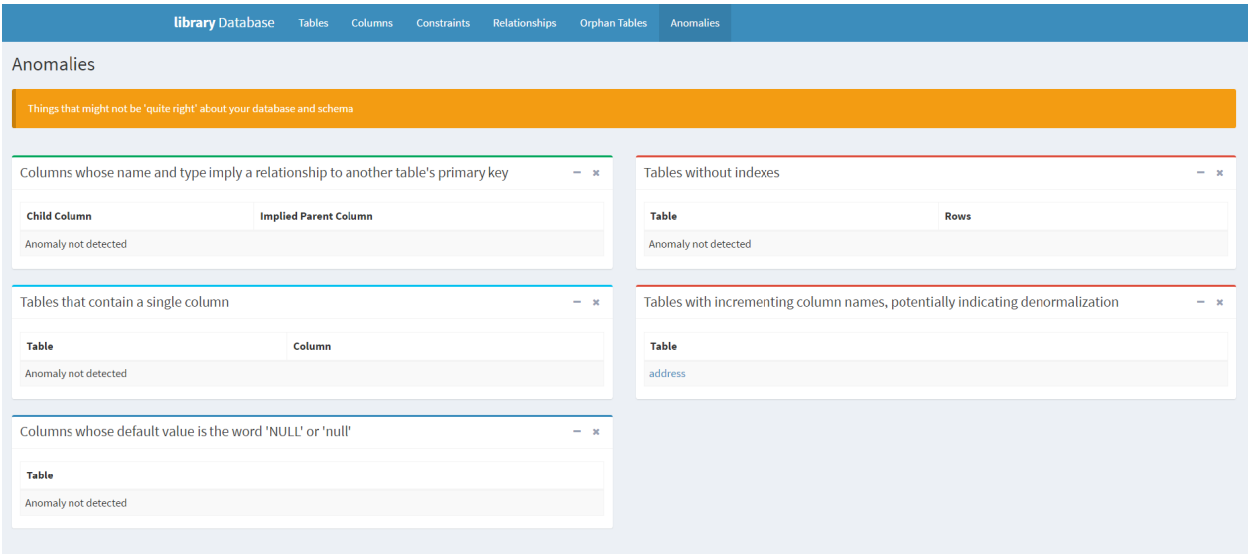 library Database Tables Columns Constraints Relationships Orphan Tables Anomalies
Anomalies
Things that might not be 'quite right' about your database and schema
Columns whose name and type imply a relationship to another table's primary key
Child Column Implied Parent Column
Anomaly not detected
Tables without indexes
Table Rows
Anomaly not detected
Tables that contain a single column
Table Column
Anomaly not detected
Tables with incrementing column names, potentially indicating denormalization
Table
address
Columns whose default value is the word 'NULL' or 'null'
Table
Anomaly not detected